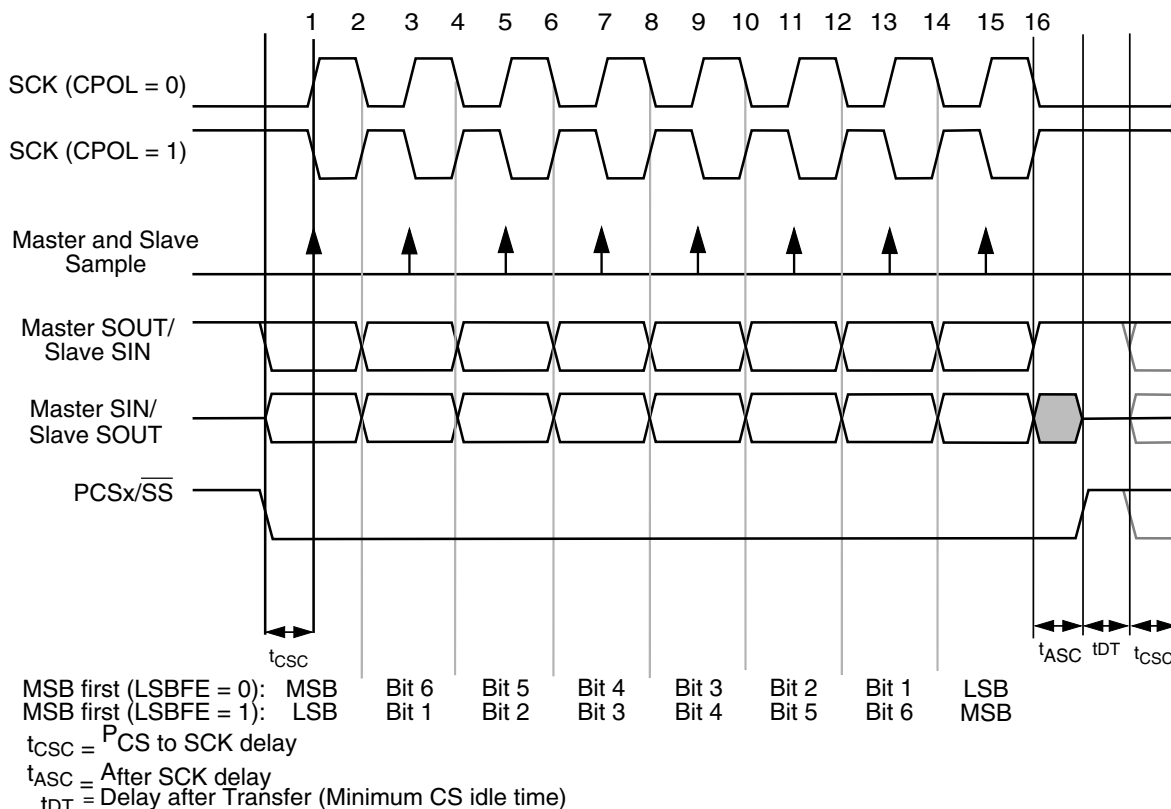 1 2 3 4 5 6 7 8 9 10 11 12 13 14 15 16
SCK (CPOL = 0)
SCK (CPOL = 1)
Master and Slave
Sample
Master SOUT/
Slave SIN
Master SIN/
Slave SOUT
PCSx/SS
tCSC
tASC tDT tCSC
MSB first (LSBFE = 0): MSB Bit 6 Bit 5 Bit 4 Bit 3 Bit 2 Bit 1 LSB
MSB first (LSBFE = 1): LSB Bit 1 Bit 2 Bit 3 Bit 4 Bit 5 Bit 6 MSB
tCSC = PCS to SCK delay
tASC = After SCK delay
tDT = Delay after Transfer (Minimum CS idle time)